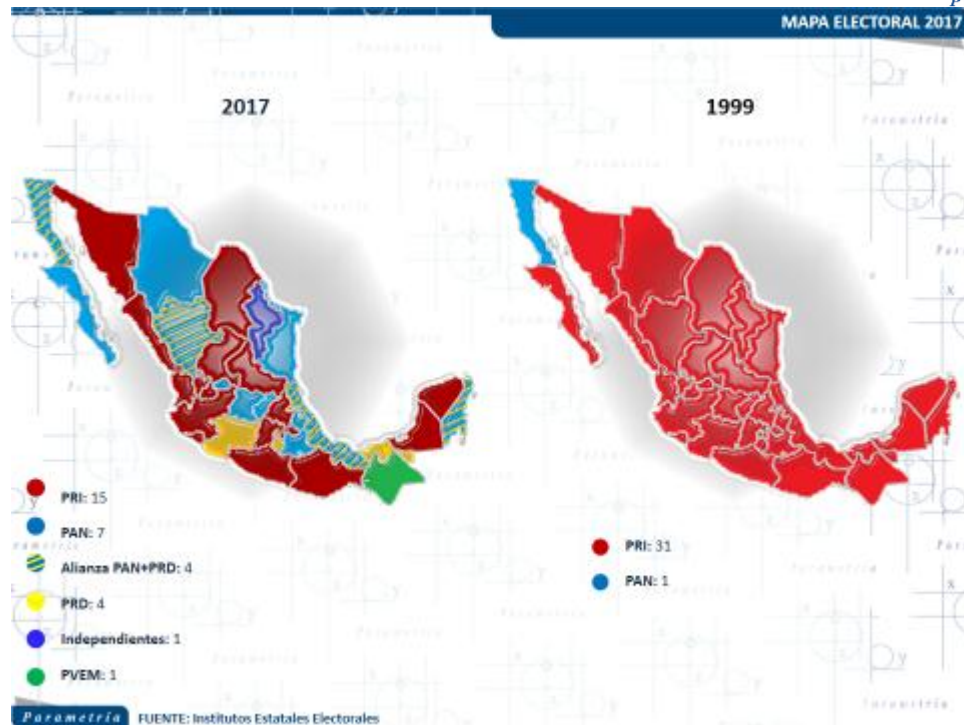 MAPA ELECTORAL 2017
2017
1999
PRI: 15
PAN: 7
Alianza PAN+PRD: 4
PRD: 4
Independientes: 1
PVEM: 1
PRI: 31
PAN: 1
Parametría FUENTE: Institutos Estatales Electorales